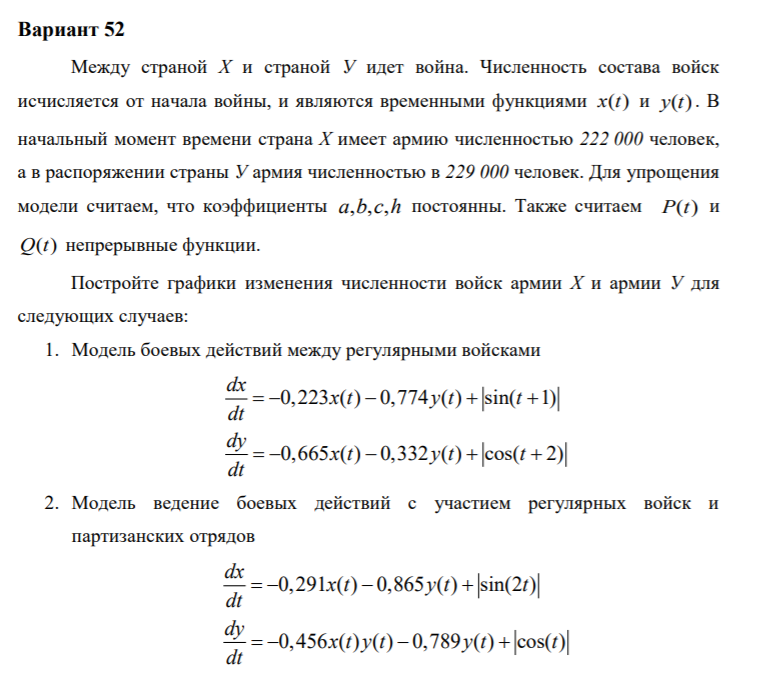 Вариант 52
Между страной X и страной У идет война. Численность состава войск
исчисляется от начала войны, и являются временными функциями x(t) и y(t). В
начальный момент времени страна X имеет армию численностью 222 000 человек,
а в распоряжении страны У армия численностью в 229 000 человек. Для упрощения
модели считаем, что коэффициенты a,b,c,h постоянны. Также считаем P(t) и
Q(t) непрерывные функции.
Постройте графики изменения численности войск армии X и армии У для
следующих случаев:
1. Модель боевых действий между регулярными войсками
dx/dt = −0,223x(t) − 0,774y(t) + |sin(t + 1)|
dy/dt = −0,665x(t) − 0,332y(t) + |cos(t + 2)|
2. Модель ведение боевых действий с участием регулярных войск и
партизанских отрядов
dx/dt = −0,291x(t) − 0,865y(t) + |sin(2t)|
dy/dt = −0,456x(t)y(t) − 0,789y(t) + |cos(t)|